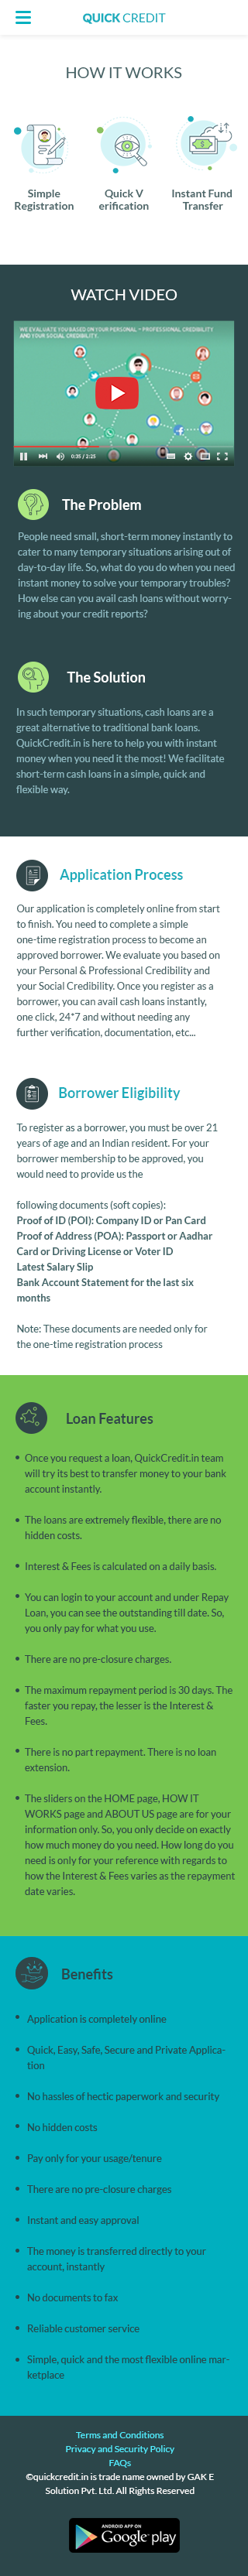 QUICK CREDIT
HOW IT WORKS
Simple
Registration
Quick V
erification
Instant Fund
Transfer
WATCH VIDEO
WE EVALUATE YOU BASED ON YOUR PERSONAL – PROFESSIONAL CREDIBILITY
AND YOUR SOCIAL CREDIBILITY.
0:35 / 2:25
The Problem
People need small, short-term money instantly to
cater to many temporary situations arising out of
day-to-day life. So, what do you do when you need
instant money to solve your temporary troubles?
How else can you avail cash loans without worry-
ing about your credit reports?
The Solution
In such temporary situations, cash loans are a
great alternative to traditional bank loans.
QuickCredit.in is here to help you with instant
money when you need it the most! We facilitate
short-term cash loans in a simple, quick and
flexible way.
Application Process
Our application is completely online from start
to finish. You need to complete a simple
one-time registration process to become an
approved borrower. We evaluate you based on
your Personal & Professional Credibility and
your Social Credibility. Once you register as a
borrower, you can avail cash loans instantly,
one click, 24*7 and without needing any
further verification, documentation, etc...
Borrower Eligibility
To register as a borrower, you must be over 21
years of age and an Indian resident. For your
borrower membership to be approved, you
would need to provide us the
following documents (soft copies):
Proof of ID (POI): Company ID or Pan Card
Proof of Address (POA): Passport or Aadhar
Card or Driving License or Voter ID
Latest Salary Slip
Bank Account Statement for the last six
months
Note: These documents are needed only for
the one-time registration process
Loan Features
• Once you request a loan, QuickCredit.in team
will try its best to transfer money to your bank
account instantly.
• The loans are extremely flexible, there are no
hidden costs.
• Interest & Fees is calculated on a daily basis.
• You can login to your account and under Repay
Loan, you can see the outstanding till date. So,
you only pay for what you use.
• There are no pre-closure charges.
• The maximum repayment period is 30 days. The
faster you repay, the lesser is the Interest &
Fees.
• There is no part repayment. There is no loan
extension.
• The sliders on the HOME page, HOW IT
WORKS page and ABOUT US page are for your
information only. So, you only decide on exactly
how much money do you need. How long do you
need is only for your reference with regards to
how the Interest & Fees varies as the repayment
date varies.
Benefits
• Application is completely online
• Quick, Easy, Safe, Secure and Private Applica-
tion
• No hassles of hectic paperwork and security
• No hidden costs
• Pay only for your usage/tenure
• There are no pre-closure charges
• Instant and easy approval
• The money is transferred directly to your
account, instantly
• No documents to fax
• Reliable customer service
• Simple, quick and the most flexible online mar-
ketplace
Terms and Conditions
Privacy and Security Policy
FAQs
©quickcredit.in is trade name owned by GAK E
Solution Pvt. Ltd. All Rights Reserved
ANDROID APP ON
Google play